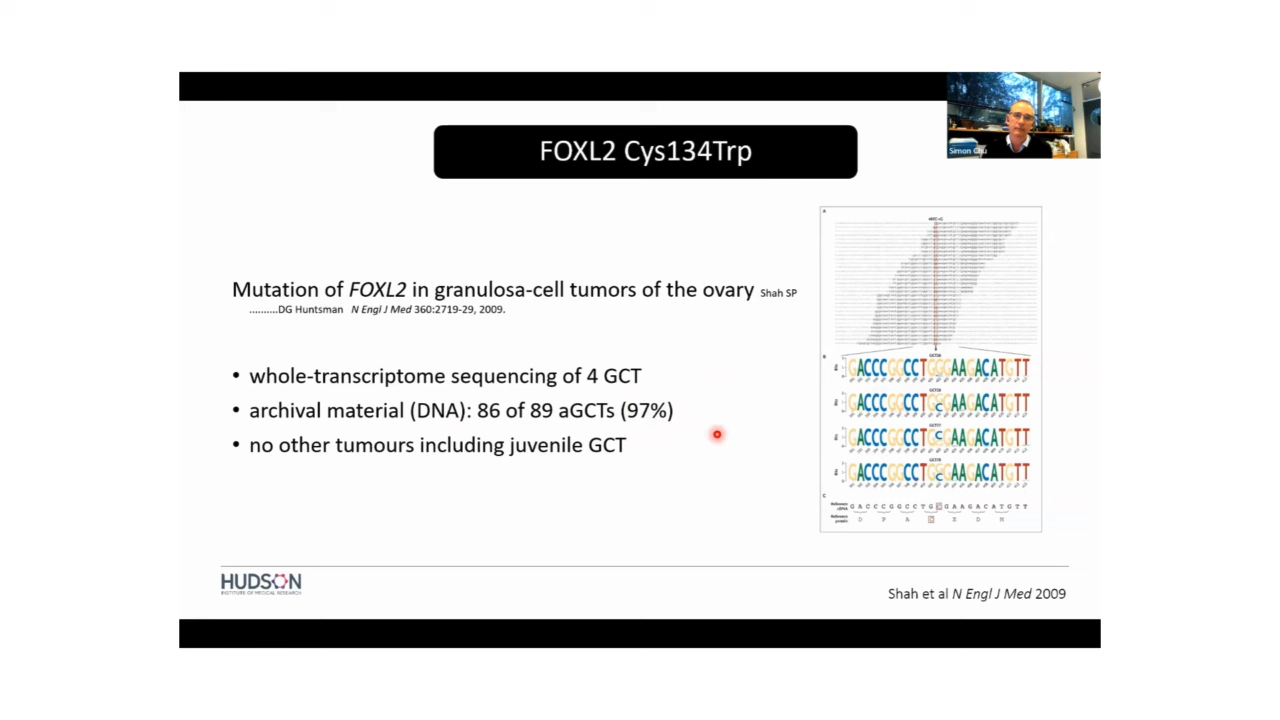 Simon Chu
FOXL2 Cys134Trp
Mutation of FOXL2 in granulosa-cell tumors of the ovary Shah SP
..........DG Huntsman N Engl J Med 360:2719-29, 2009.
• whole-transcriptome sequencing of 4 GCT
• archival material (DNA): 86 of 89 aGCTs (97%)
• no other tumours including juvenile GCT
A
B
GACCCGGCCTGGGAAGACATGTT
C
HUDSON
INSTITUTE OF MEDICAL RESEARCH
Shah et al N Engl J Med 2009